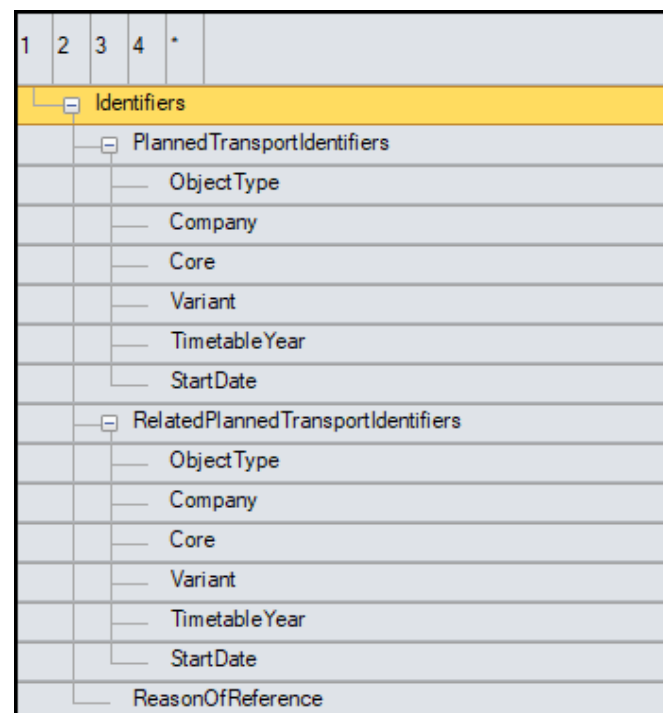 1 2 3 4 *
Identifiers
PlannedTransportIdentifiers
ObjectType
Company
Core
Variant
TimetableYear
StartDate
RelatedPlannedTransportIdentifiers
ObjectType
Company
Core
Variant
TimetableYear
StartDate
ReasonOfReference